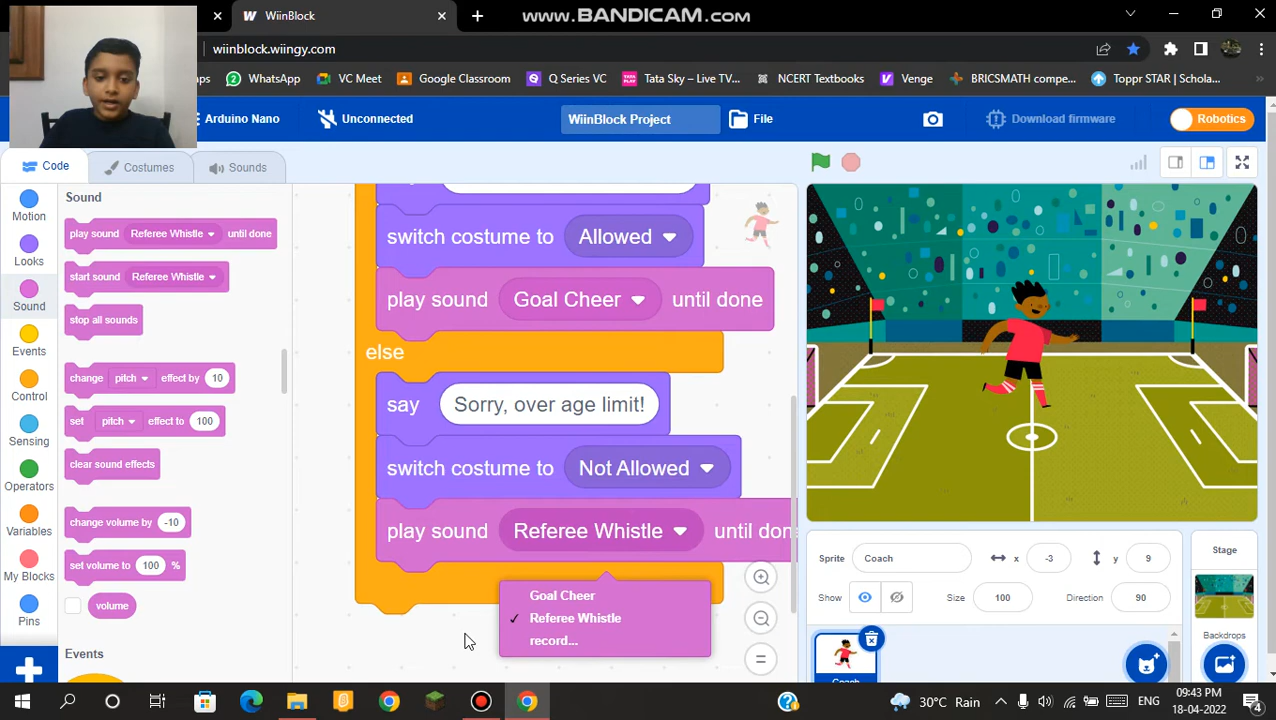 WWW.BANDICAM.COM
WiinBlock
wiinblock.wiingy.com
aps
WhatsApp
VC Meet
Google Classroom
Q Series VC
Tata Sky – Live TV...
NCERT Textbooks
Venge
BRICSMATH compe...
Toppr STAR | Schola...
Arduino Nano
Unconnected
WiinBlock Project
File
Download firmware
Robotics
Code
Costumes
Sounds
Motion
Looks
Sound
Events
Control
Sensing
Operators
Variables
My Blocks
Pins
Sound
play sound Referee Whistle until done
start sound Referee Whistle
stop all sounds
change pitch effect by 10
set pitch effect to 100
clear sound effects
change volume by -10
set volume to 100 %
volume
Events
switch costume to Allowed
play sound Goal Cheer until done
else
say Sorry, over age limit!
switch costume to Not Allowed
play sound Referee Whistle until don
Goal Cheer
✓ Referee Whistle
record...
Sprite Coach x -3 y 9
Show Size 100 Direction 90
Coach
Stage
Backdrops
30°C Rain
ENG
09:43 PM
18-04-2022
4